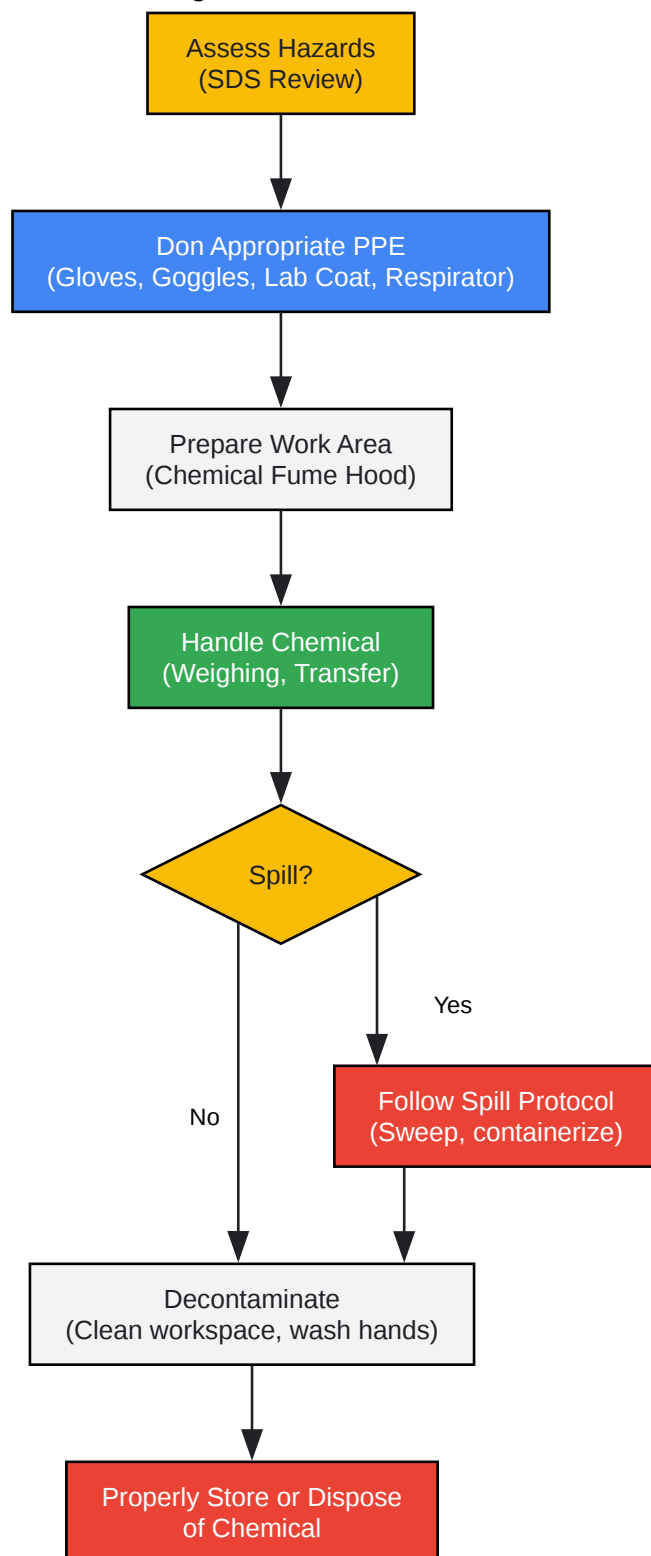 Assess Hazards
(SDS Review)
Don Appropriate PPE
(Gloves, Goggles, Lab Coat, Respirator)
Prepare Work Area
(Chemical Fume Hood)
Handle Chemical
(Weighing, Transfer)
Spill?
Yes
Follow Spill Protocol
(Sweep, containerize)
No
Decontaminate
(Clean workspace, wash hands)
Properly Store or Dispose
of Chemical